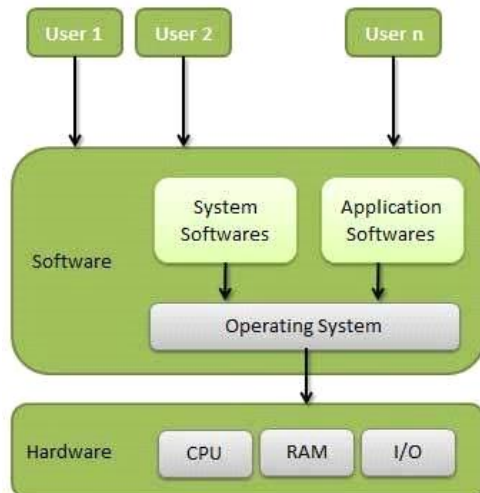 User 1
User 2
User n
System
Softwares
Application
Softwares
Software
Operating System
Hardware
CPU
RAM
I/O